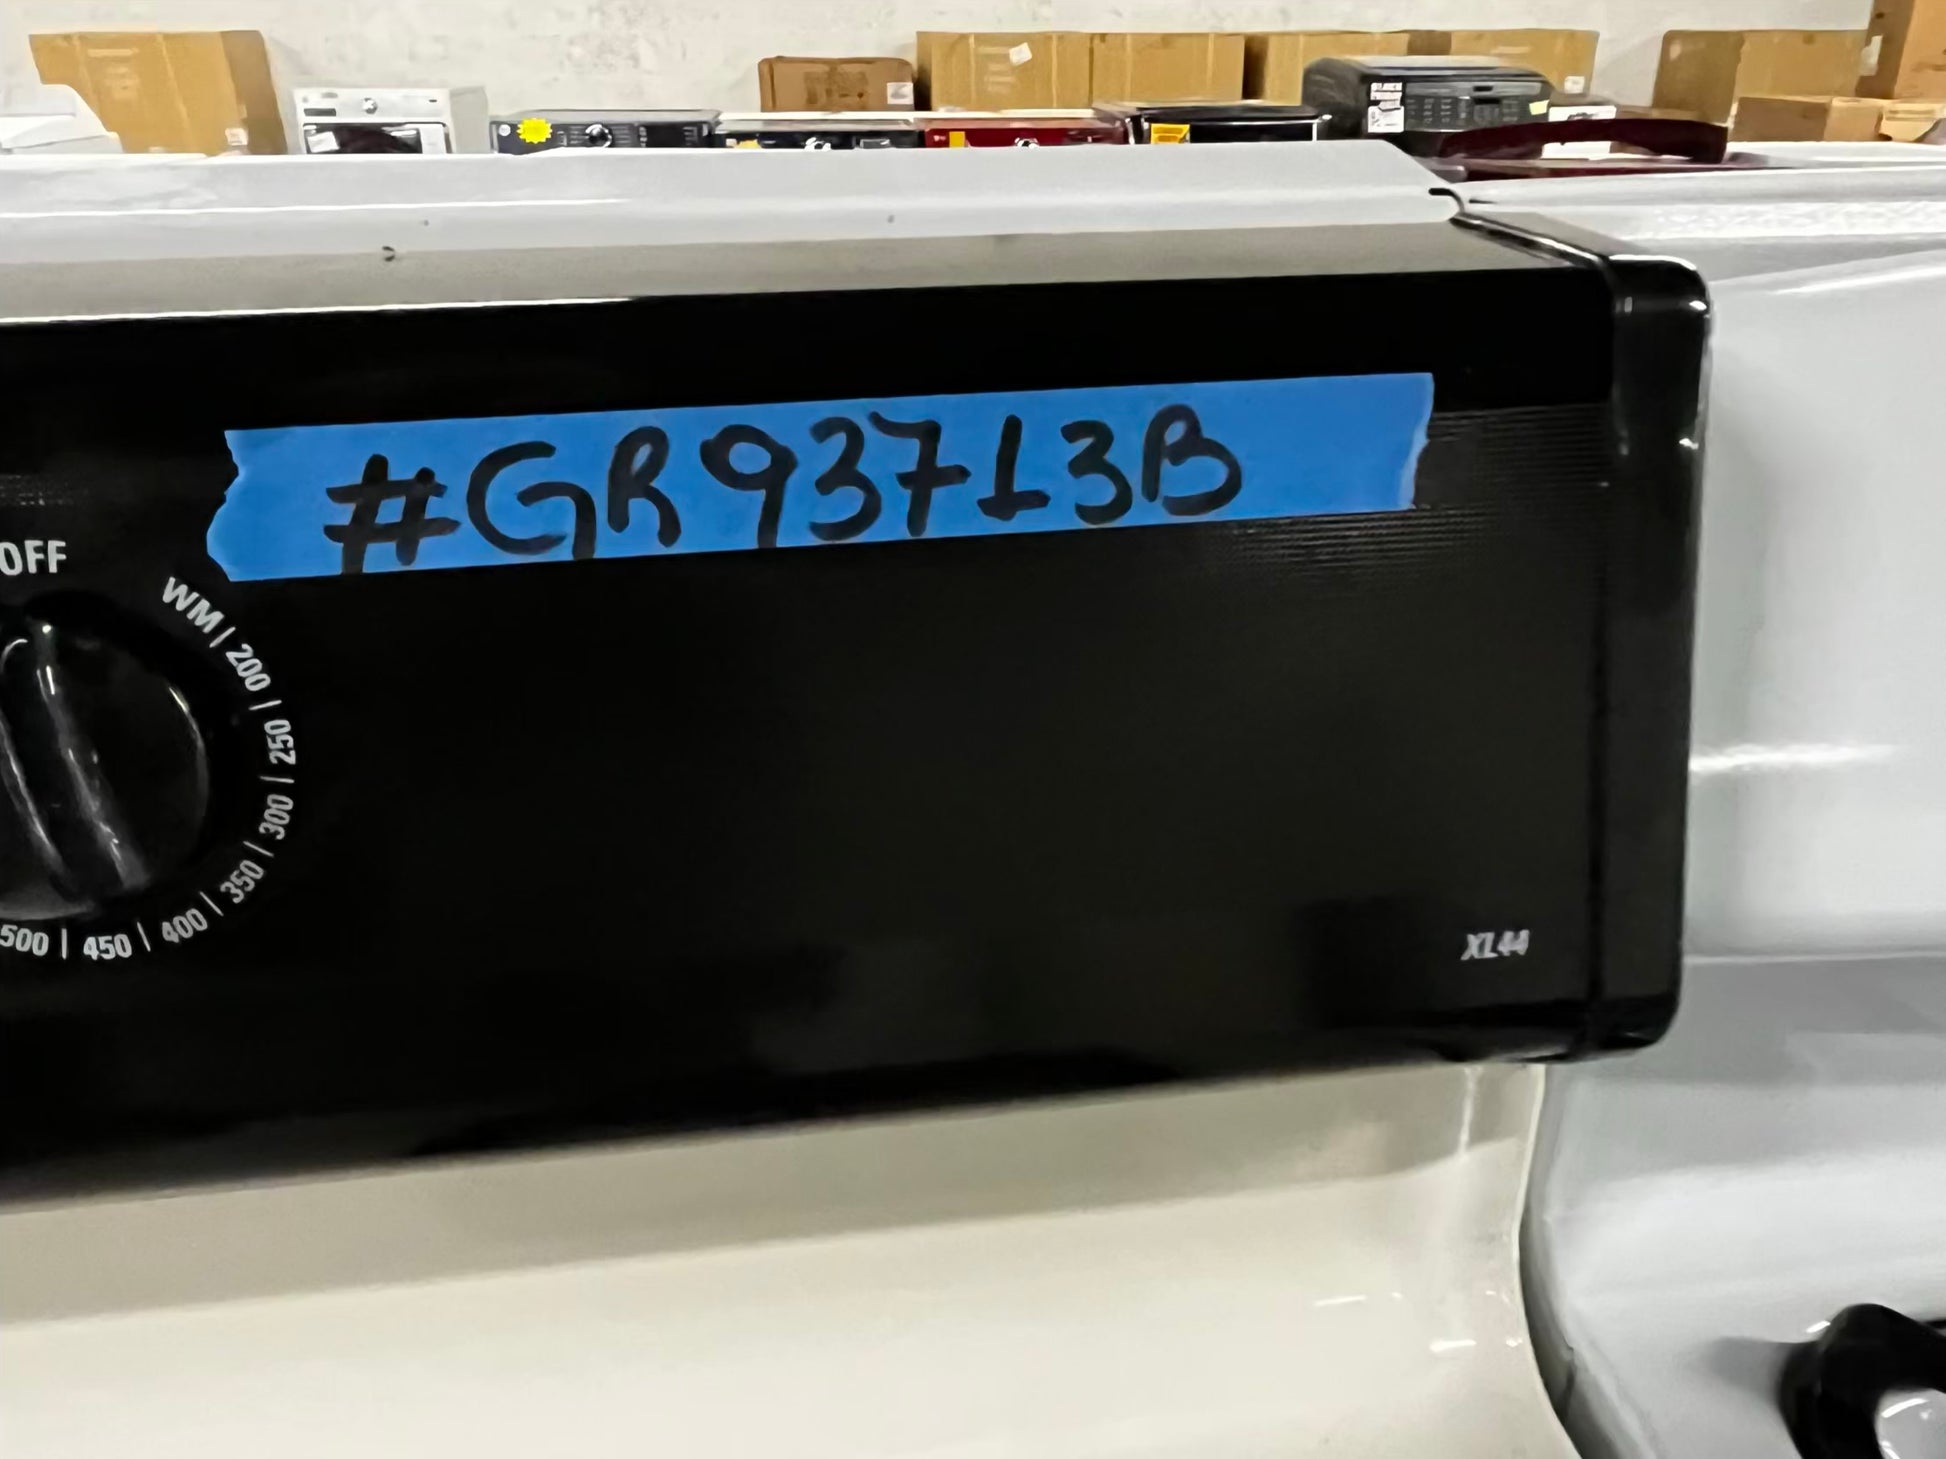 #GR93713B
OFF
WM | 200 | 250 | 300 | 350 | 400 | 450 | 500
XL44